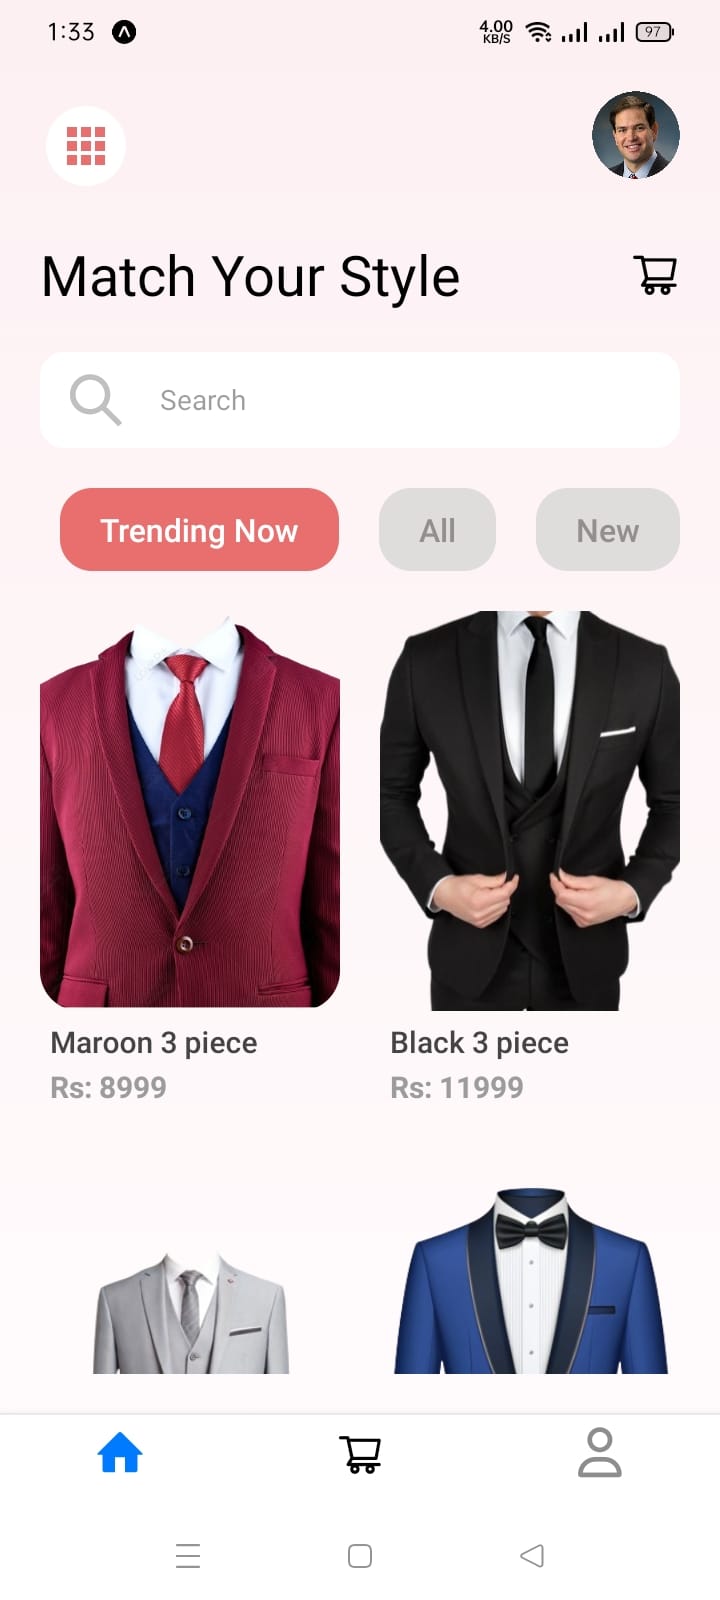 1:33
4.00
KB/S
97
Match Your Style
Search
Trending Now
All
New
Maroon 3 piece
Black 3 piece
Rs: 8999
Rs: 11999